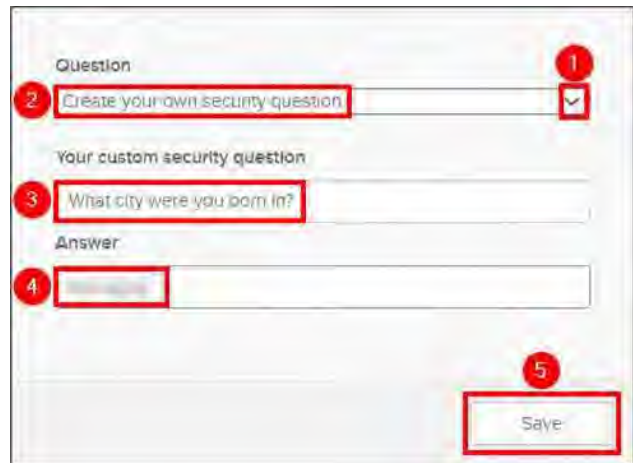 Question
1
2
Create your own security question
Your custom security question
3
What city were you born in?
Answer
4
5
Save